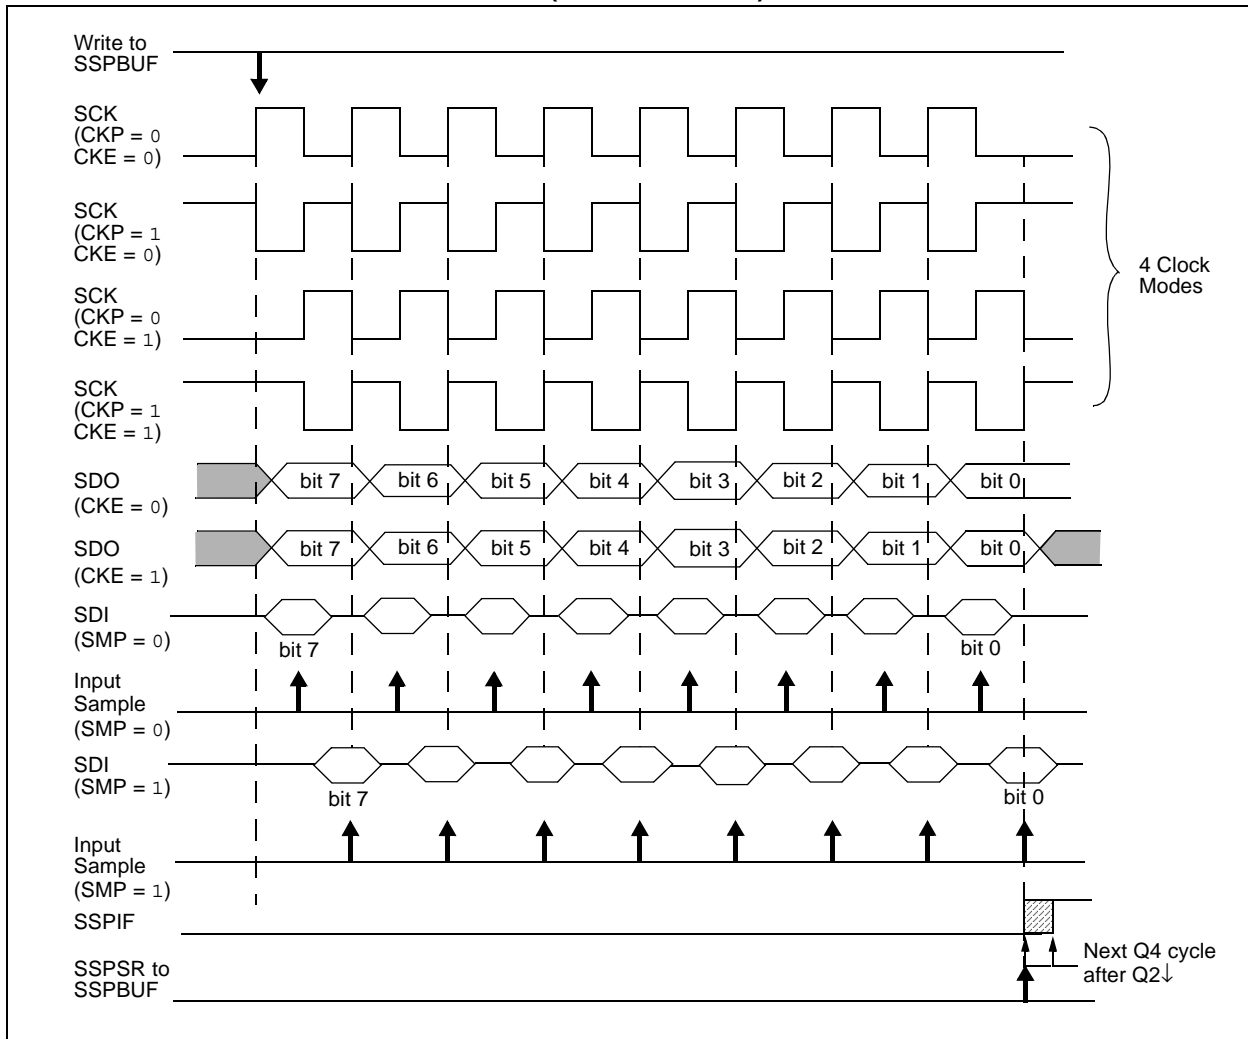 Write to
SSPBUF
SCK
(CKP = 0
CKE = 0)
SCK
(CKP = 1
CKE = 0)
4 Clock
Modes
SCK
(CKP = 0
CKE = 1)
SCK
(CKP = 1
CKE = 1)
SDO
(CKE = 0)
bit 7 bit 6 bit 5 bit 4 bit 3 bit 2 bit 1 bit 0
SDO
(CKE = 1)
bit 7 bit 6 bit 5 bit 4 bit 3 bit 2 bit 1 bit 0
SDI
(SMP = 0)
bit 7 bit 0
Input
Sample
(SMP = 0)
SDI
(SMP = 1)
bit 7 bit 0
Input
Sample
(SMP = 1)
SSPIF
Next Q4 cycle
after Q2↓
SSPSR to
SSPBUF